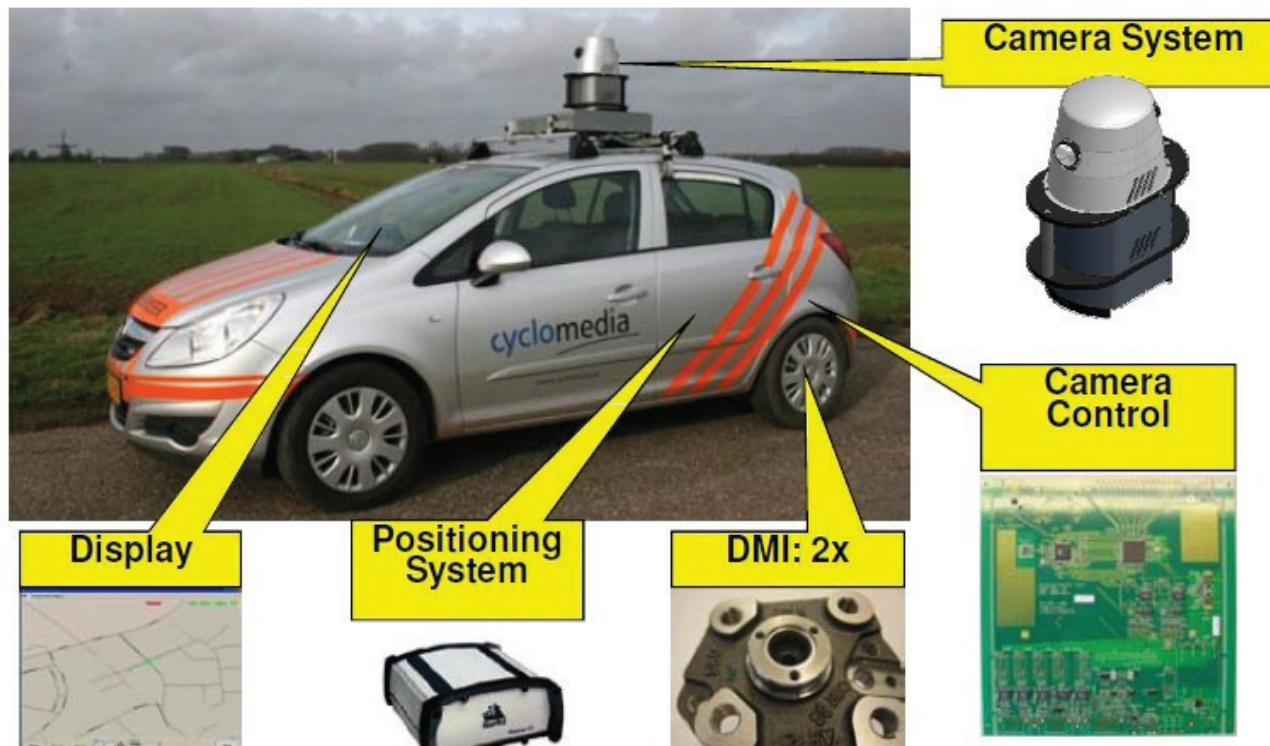 Camera System
cyclomedia
Camera
Control
Display
Positioning
System
DMI: 2x